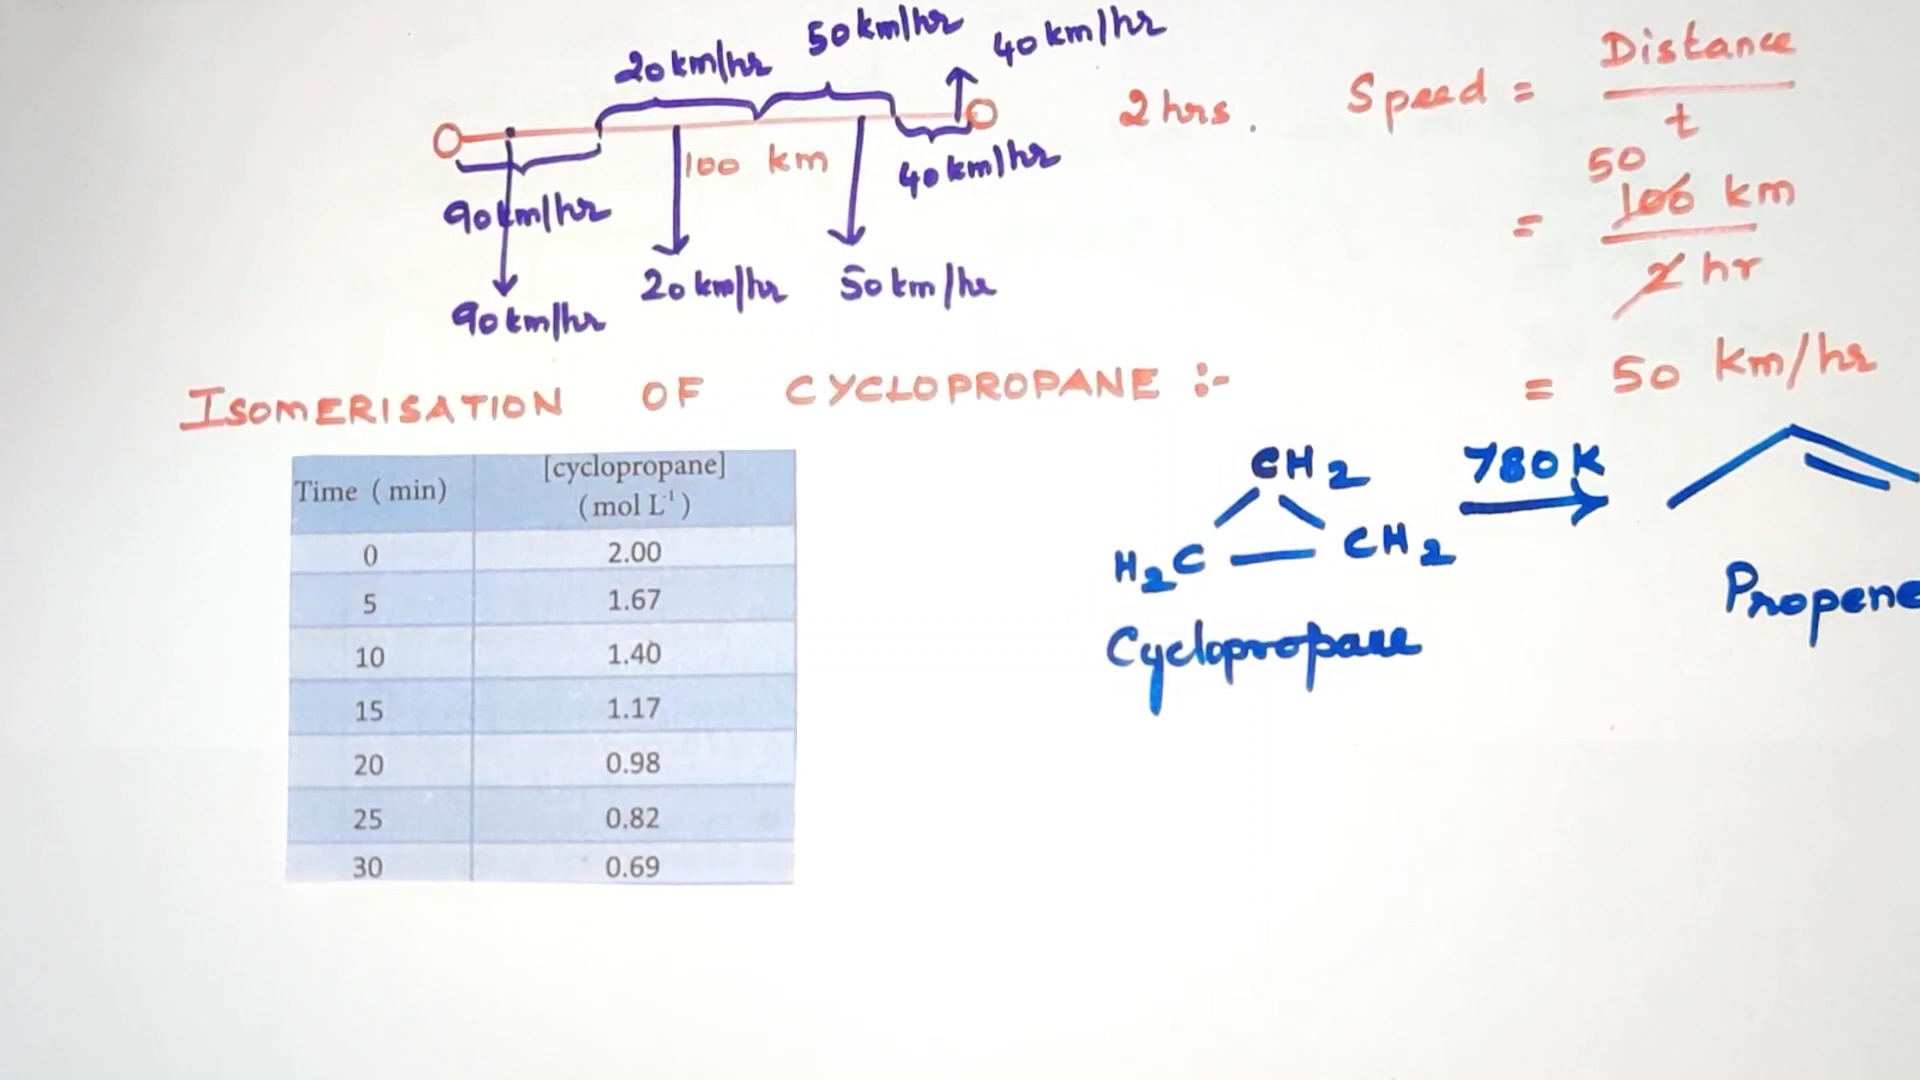 20 km/hr 50 km/hr 40 km/hr
100 km
90 km/hr 40 km/hr
90 km/hr 20 km/hr 50 km/hr
2 hrs.
Speed = Distance
t
50
= 100 km
2 hr
= 50 km/hr
ISOMERISATION OF CYCLOPROPANE :-
Time ( min) [cyclopropane]
(mol L⁻¹)
0 2.00
5 1.67
10 1.40
15 1.17
20 0.98
25 0.82
30 0.69
CH2 780K
H2C CH2
Cyclopropane Propene